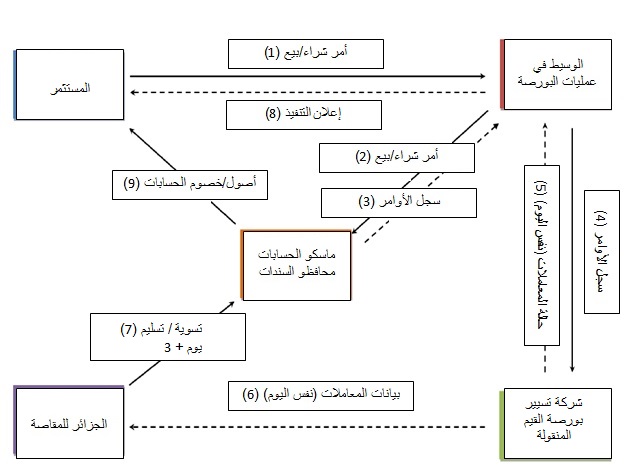 أمر شراء/بيع (1)
الوسيط في
عمليات البورصة
المستثمر
إعلان التنفيذ (8)
أمر شراء/بيع (2)
أصول/خصوم الحسابات (9)
سجل الأوامر (3)
سجل الأوامر (4)
حالة المعاملات (نفس اليوم) (5)
ماسكو الحسابات
محافظو السندات
تسوية / تسليم (7)
يوم + 3
بيانات المعاملات (نفس اليوم) (6)
الجزائر للمقاصة
شركة تسيير
بورصة القيم
المنقولة